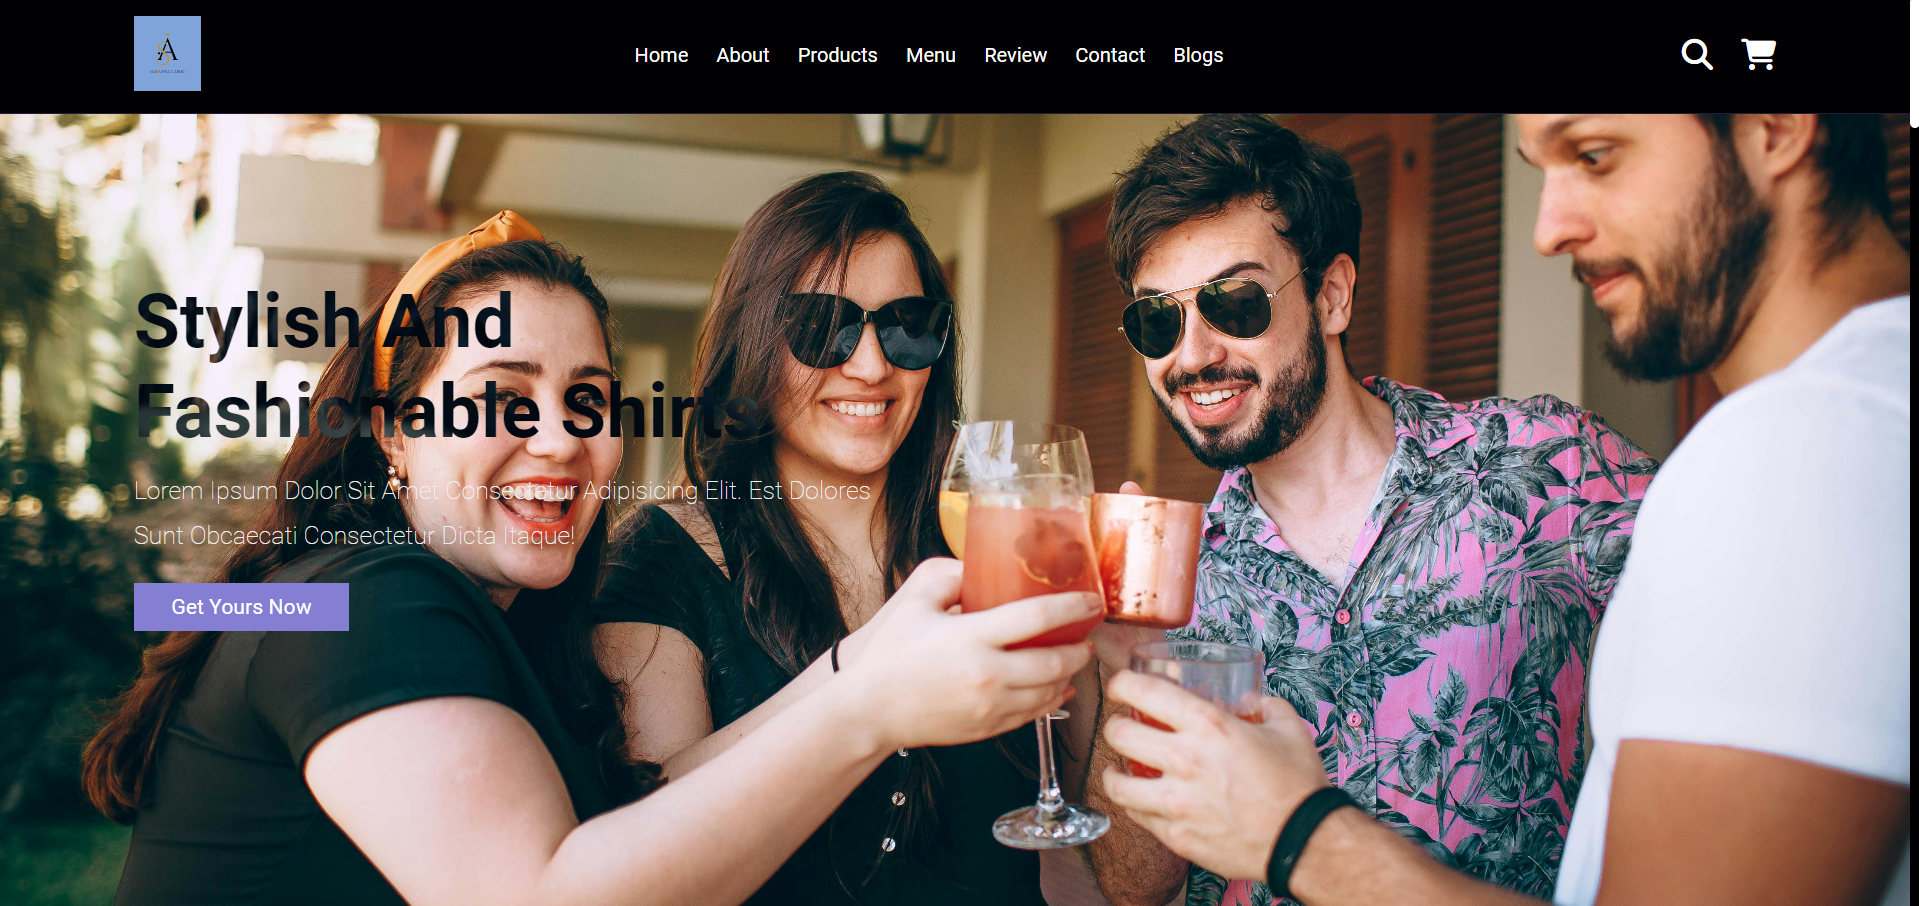 Home About Products Menu Review Contact Blogs
Stylish And
Fashionable Shirts
Lorem Ipsum Dolor Sit Amet Consectetur Adipisicing Elit. Est Dolores
Sunt Obcaecati Consectetur Dicta Itaque!
Get Yours Now